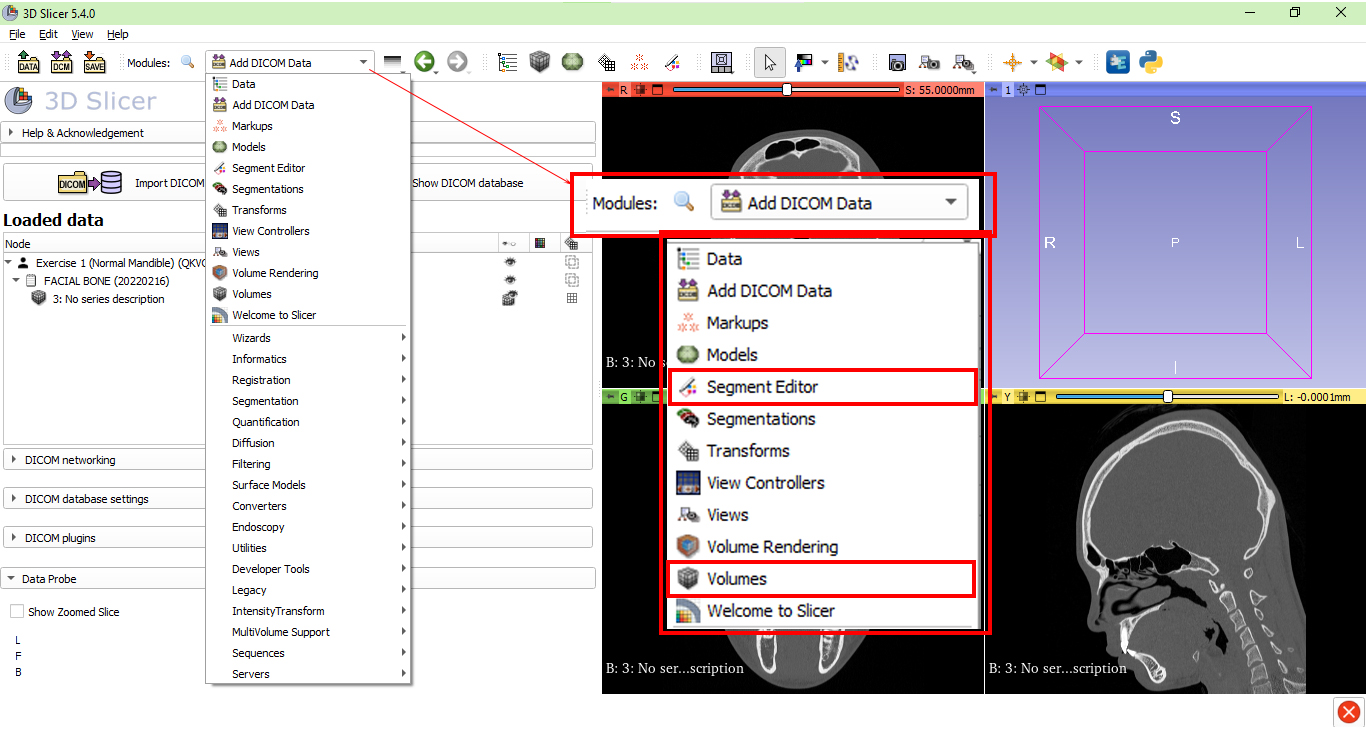 3D Slicer 5.4.0
File Edit View Help
DATA DCM SAVE Modules: Add DICOM Data
3D Slicer
Help & Acknowledgement
DICOM Import DICOM
Show DICOM database
Loaded data
Node
Exercise 1 (Normal Mandible) (QKV
FACIAL BONE (20220216)
3: No series description
DICOM networking
DICOM database settings
DICOM plugins
Data Probe
Show Zoomed Slice
L
F
B
Data
Add DICOM Data
Markups
Models
Segment Editor
Segmentations
Transforms
View Controllers
Views
Volume Rendering
Volumes
Welcome to Slicer
Wizards
Informatics
Registration
Segmentation
Quantification
Diffusion
Filtering
Surface Models
Converters
Endoscopy
Utilities
Developer Tools
Legacy
IntensityTransform
MultiVolume Support
Sequences
Servers
R S: 55.0000mm
B: 3: No s
Modules: Add DICOM Data
Data
Add DICOM Data
Markups
Models
Segment Editor
Segmentations
Transforms
View Controllers
Views
Volume Rendering
Volumes
Welcome to Slicer
1
S
R P L
I
G
B: 3: No ser...scription
Y L: -0.0001mm
B: 3: No ser...scription